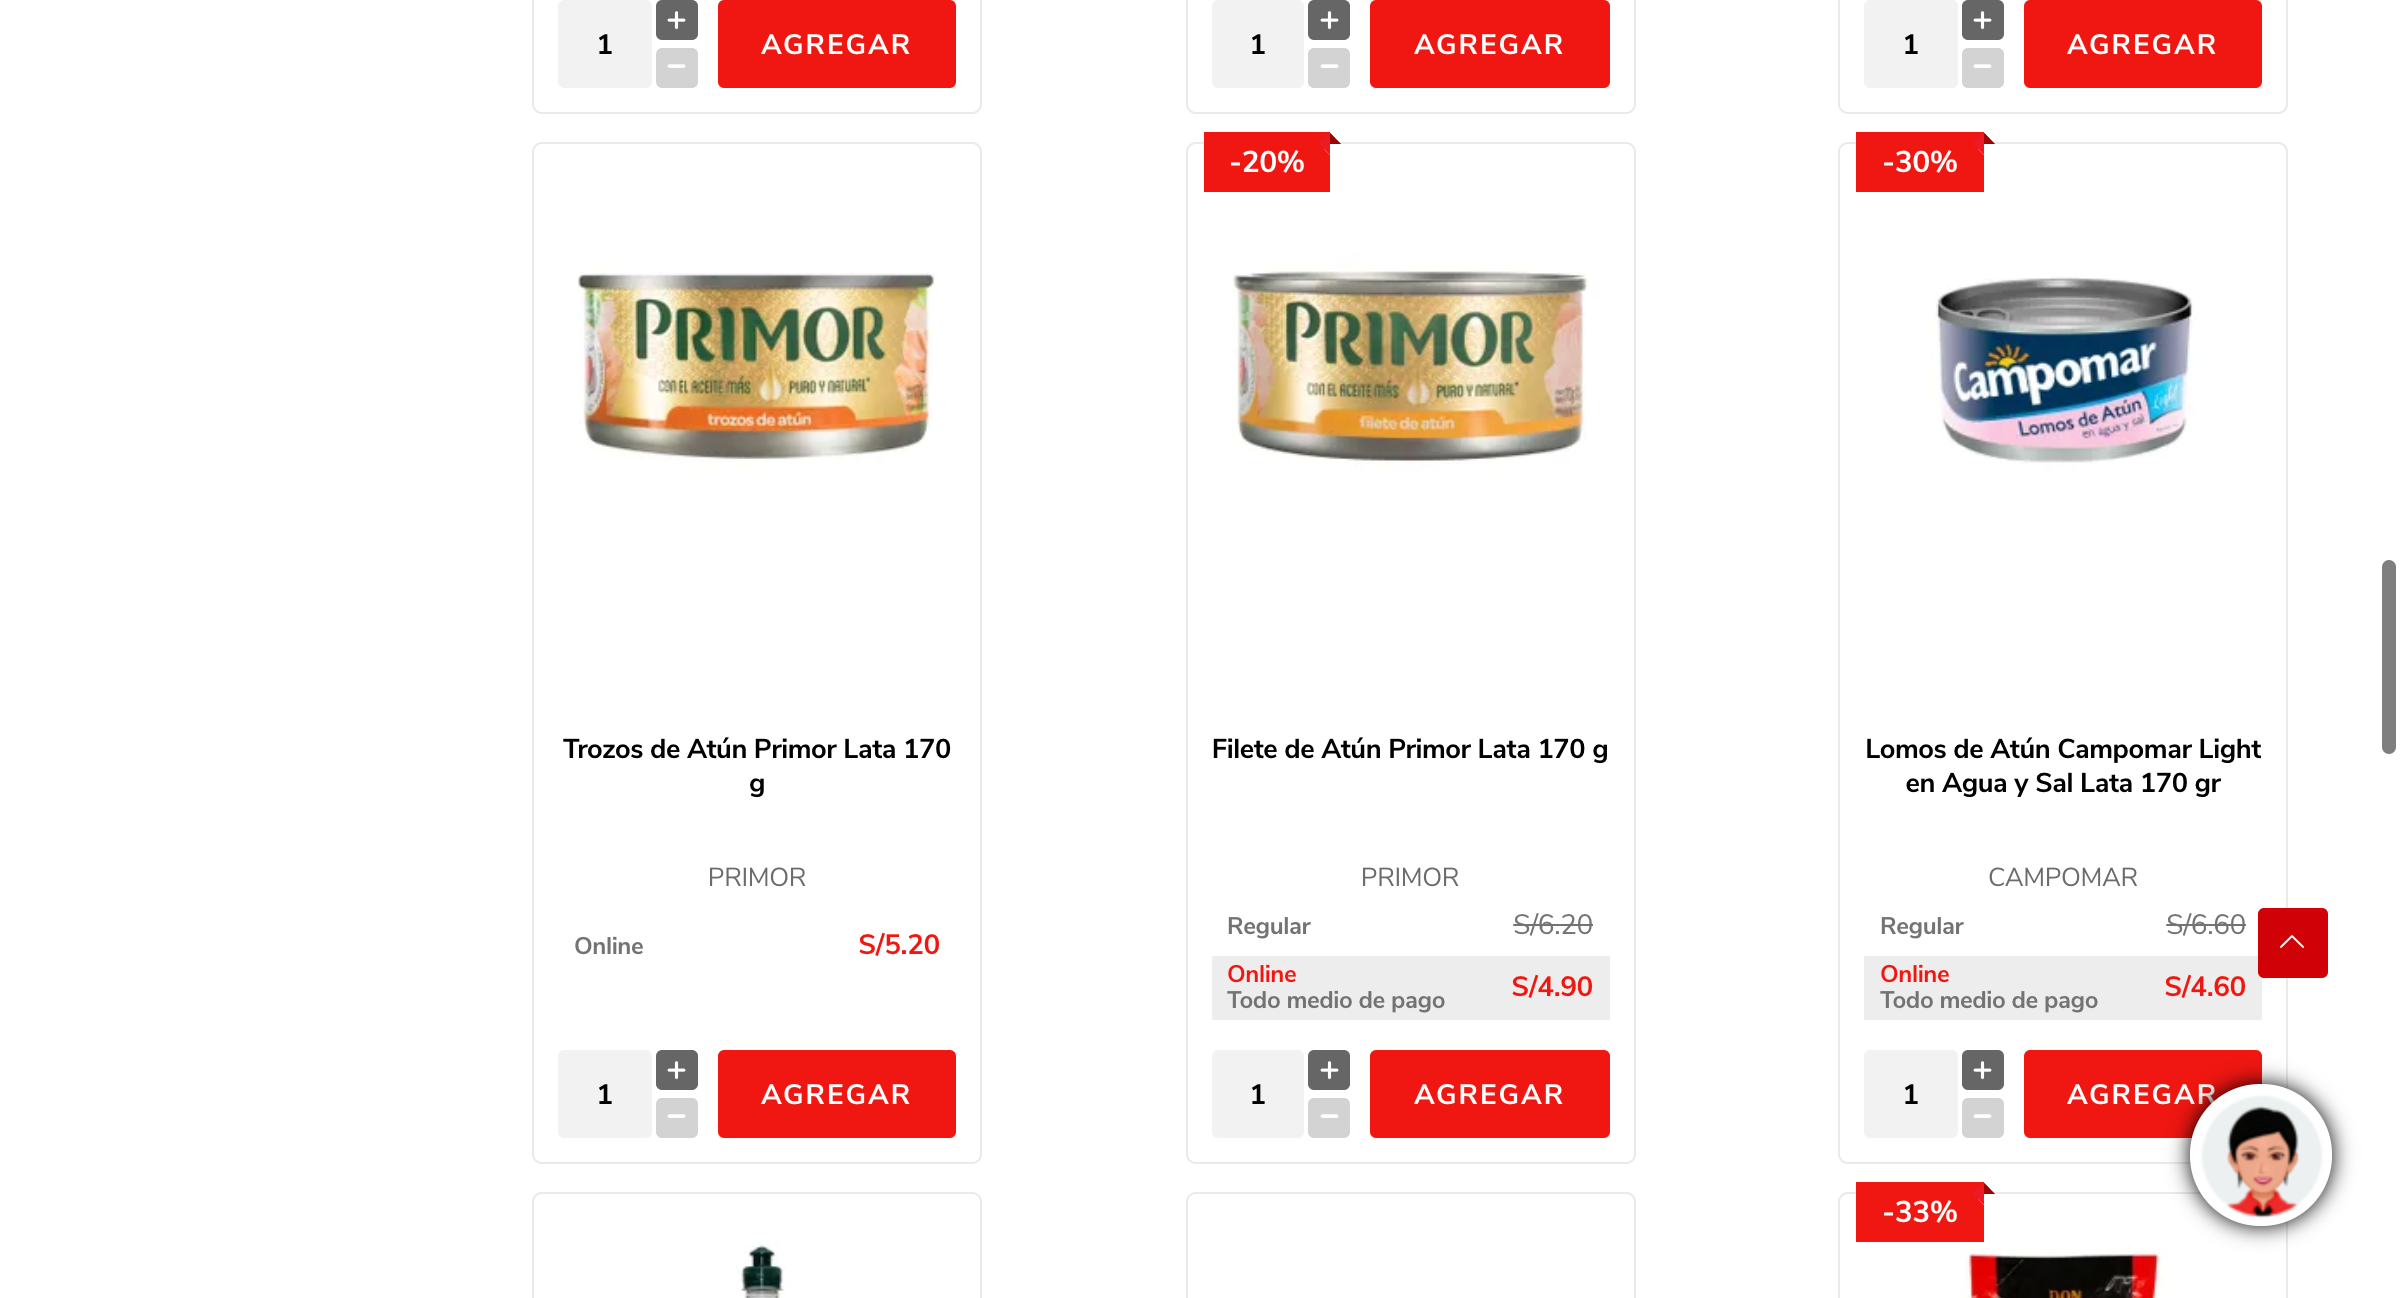 1
+
AGREGAR
1
+
AGREGAR
1
+
AGREGAR
-20%
-30%
PRIMOR
CON EL ACEITE MÁS PURO Y NATURAL*
trozos de atún
PRIMOR
CON EL ACEITE MÁS PURO Y NATURAL*
filete de atún
Campomar
Lomos de Atún
en agua y sal
Light
Trozos de Atún Primor Lata 170
g
Filete de Atún Primor Lata 170 g
Lomos de Atún Campomar Light
en Agua y Sal Lata 170 gr
PRIMOR
PRIMOR
CAMPOMAR
Online S/5.20
Regular S/6.20
Online
Todo medio de pago S/4.90
Regular S/6.60
Online
Todo medio de pago S/4.60
1
+
AGREGAR
1
+
AGREGAR
1
+
AGREGAR
-33%
DON